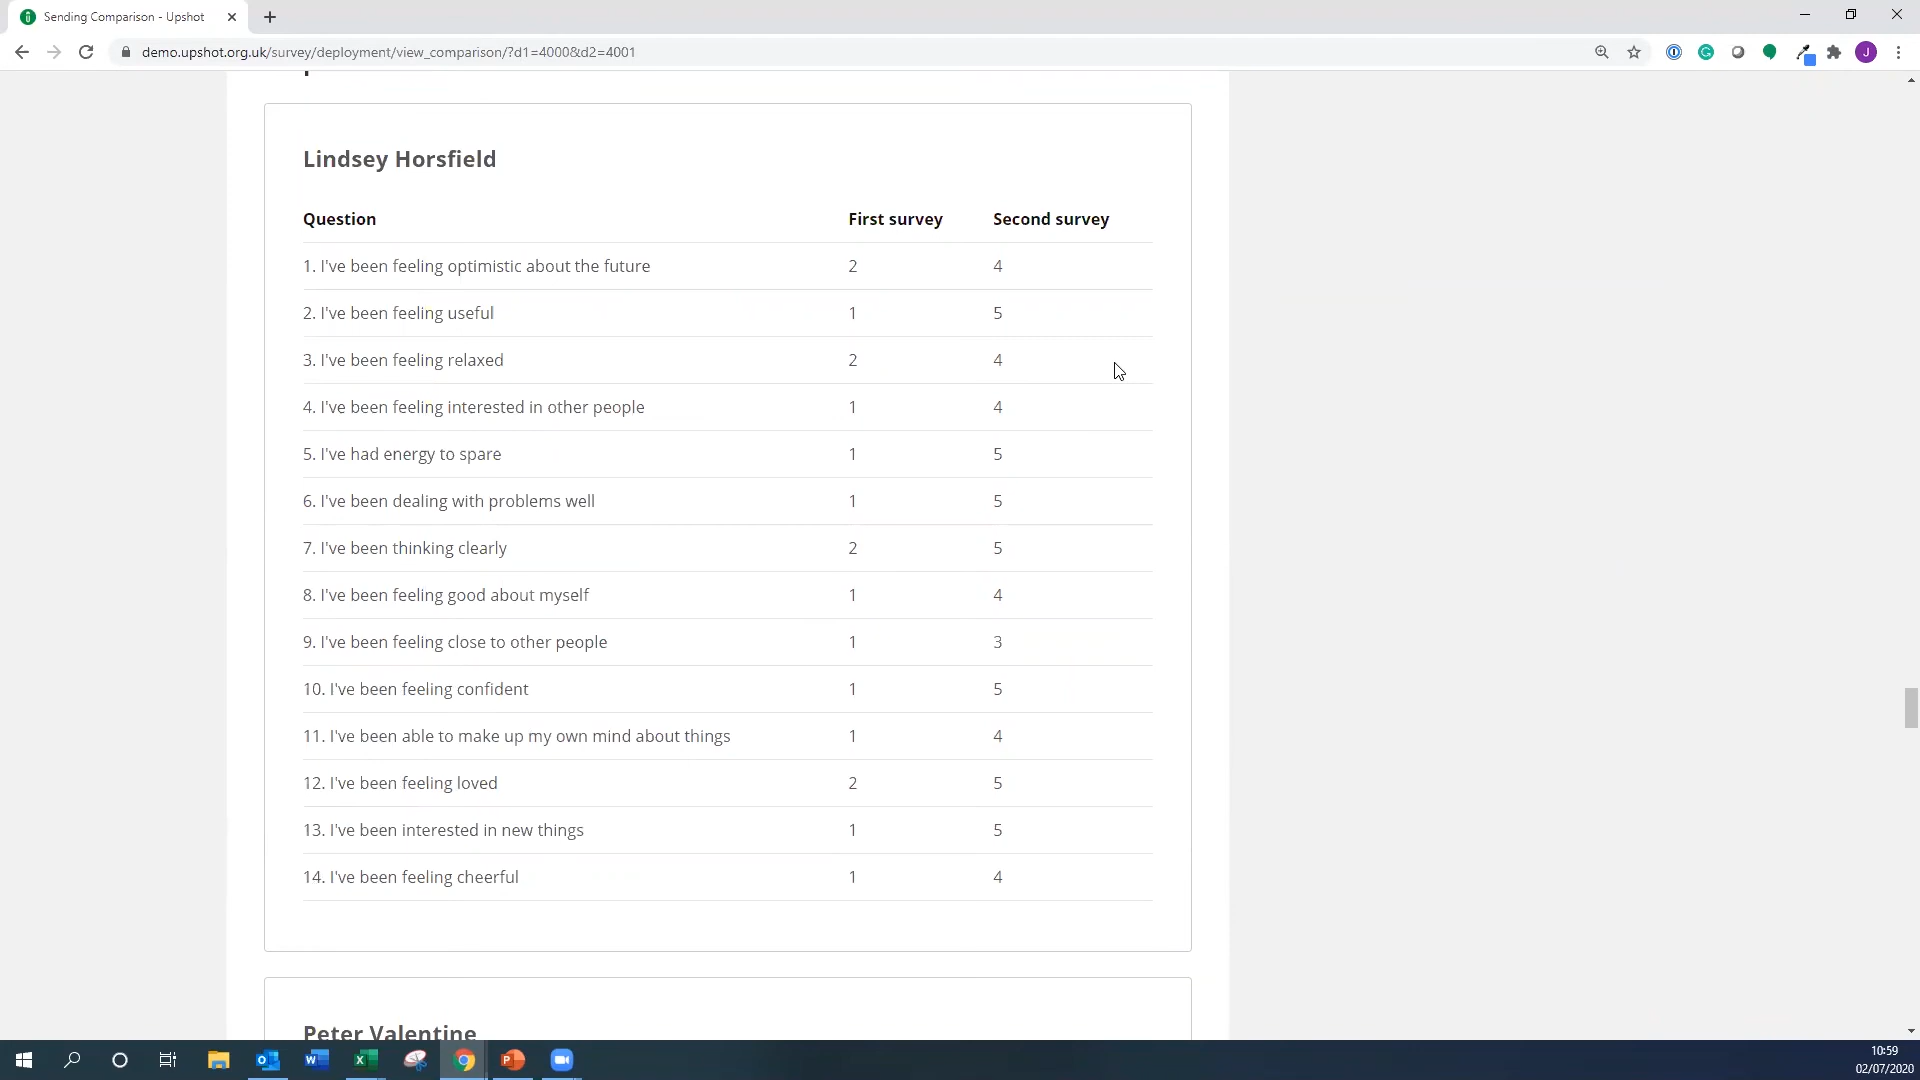 Sending Comparison - Upshot
demo.upshot.org.uk/survey/deployment/view_comparison/?d1=4000&d2=4001
J
Lindsey Horsfield
Question First survey Second survey
1. I've been feeling optimistic about the future 2 4
2. I've been feeling useful 1 5
3. I've been feeling relaxed 2 4
4. I've been feeling interested in other people 1 4
5. I've had energy to spare 1 5
6. I've been dealing with problems well 1 5
7. I've been thinking clearly 2 5
8. I've been feeling good about myself 1 4
9. I've been feeling close to other people 1 3
10. I've been feeling confident 1 5
11. I've been able to make up my own mind about things 1 4
12. I've been feeling loved 2 5
13. I've been interested in new things 1 5
14. I've been feeling cheerful 1 4
Peter Valentine
10:59
02/07/2020